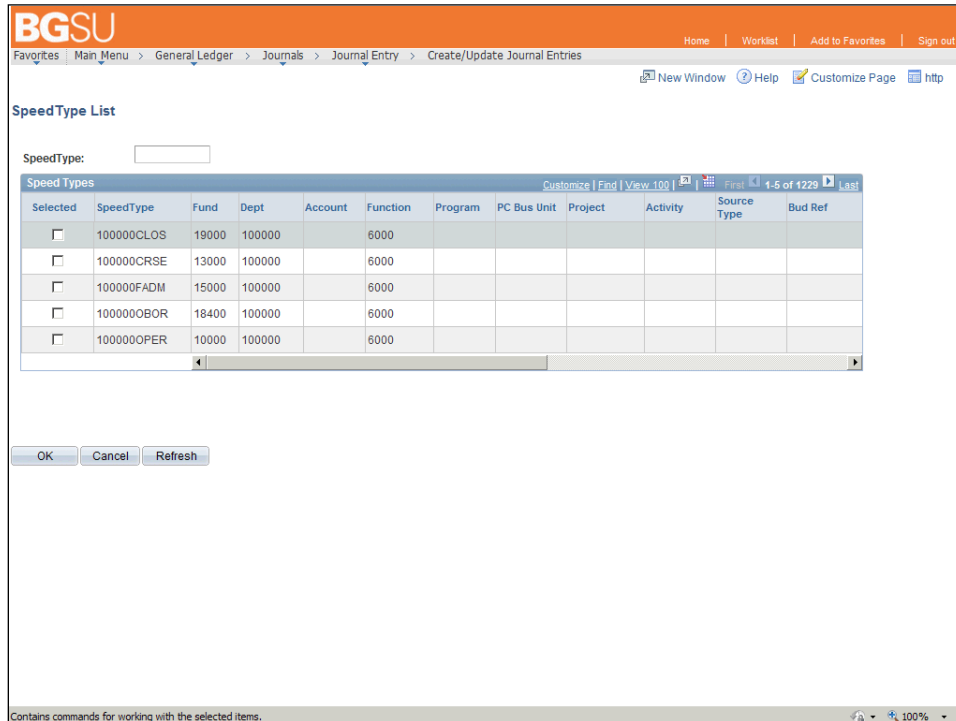 BGSU
Home | Worklist | Add to Favorites | Sign out
Favorites Main Menu > General Ledger > Journals > Journal Entry > Create/Update Journal Entries
New Window Help Customize Page http
SpeedType List
SpeedType:
Speed Types Customize | Find | View 100 | | First 1-5 of 1229 Last
Selected SpeedType Fund Dept Account Function Program PC Bus Unit Project Activity Source Type Bud Ref
100000CLOS 19000 100000 6000
100000CRSE 13000 100000 6000
100000FADM 15000 100000 6000
100000OBOR 18400 100000 6000
100000OPER 10000 100000 6000
OK Cancel Refresh
Contains commands for working with the selected items. 100%